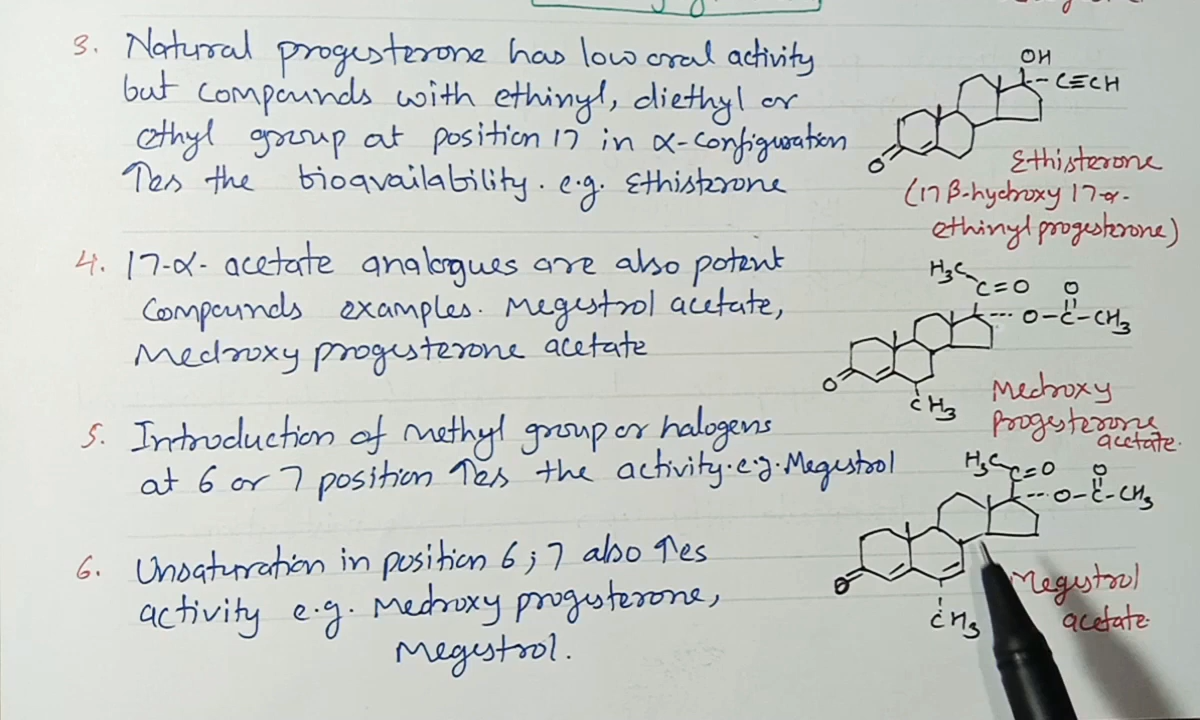 3. Natural progesterone has low oral activity
but compounds with ethinyl, diethyl or
ethyl group at position 17 in α-configuration
↑es the bioavailability. e.g. Ethisterone
OH
C≡CH
O
Ethisterone
(17 β-hydroxy 17-α-
ethinyl progesterone)
4. 17-α- acetate analogues are also potent
compounds examples. Megestrol acetate,
Medroxy progesterone acetate
H3C
C=O O
O-C-CH3
O
CH3
Medroxy
progesterone
acetate.
5. Introduction of methyl group or halogens
at 6 or 7 position ↑es the activity. e.g. Megestrol
H3C
C=O O
O-C-CH3
O
CH3
Megestrol
acetate.
6. Unsaturation in position 6;7 also ↑es
activity e.g. Medroxy progesterone,
Megestrol.